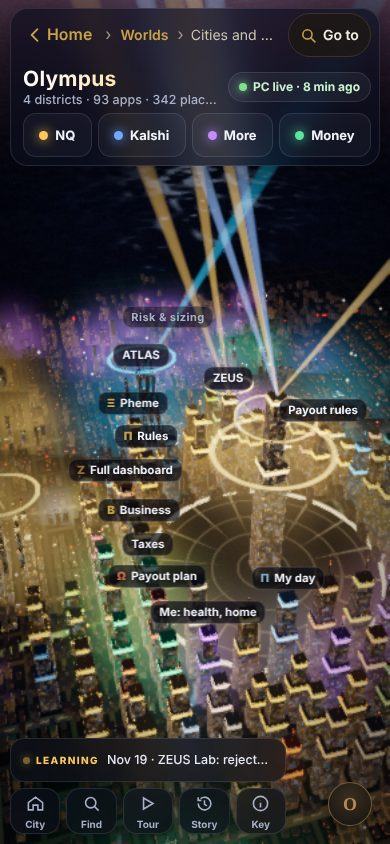 Home › Worlds › Cities and ... Go to
Olympus
4 districts · 93 apps · 342 plac...
PC live · 8 min ago
NQ Kalshi More Money
Risk & sizing
ATLAS
ZEUS
Ξ Pheme
Payout rules
Π Rules
Z Full dashboard
B Business
Taxes
Ω Payout plan
Π My day
Me: health, home
LEARNING Nov 19 · ZEUS Lab: reject...
City Find Tour Story Key
O